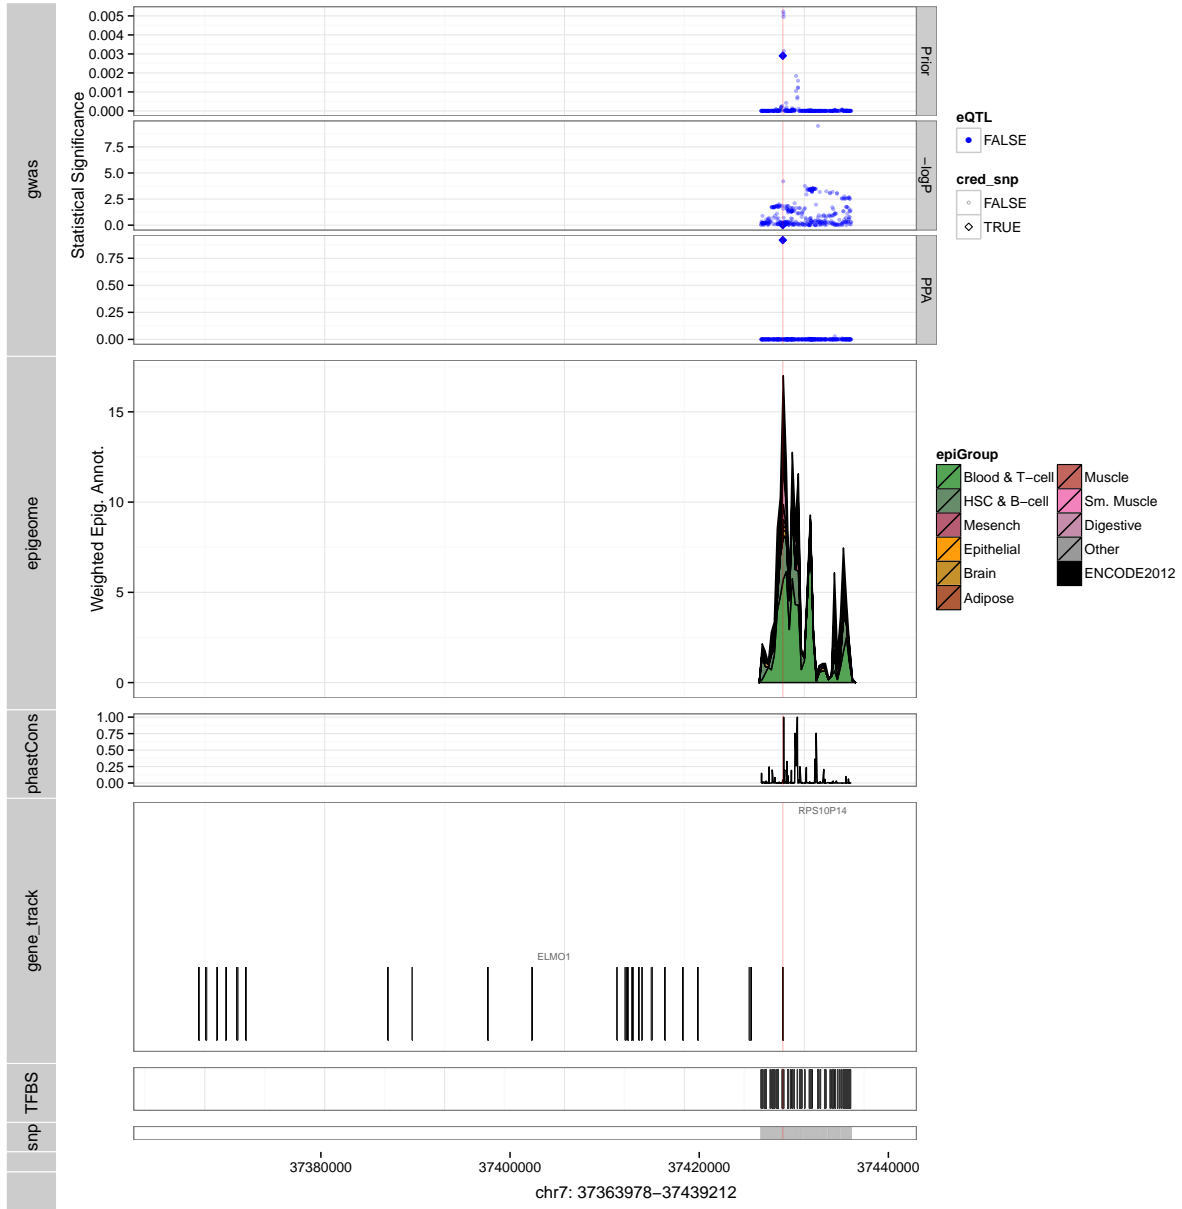 gwas
Statistical Significance
0.005
0.004
0.003
0.002
0.001
0.000
Prior
7.5
5.0
2.5
0.0
−logP
0.75
0.50
0.25
0.00
PPA
eQTL
FALSE
cred_snp
FALSE
TRUE
epigeome
Weighted Epig. Annot.
15
10
5
0
epiGroup
Blood & T−cell
HSC & B−cell
Mesench
Epithelial
Brain
Adipose
Muscle
Sm. Muscle
Digestive
Other
ENCODE2012
phastCons
1.00
0.75
0.50
0.25
0.00
gene_track
RPS10P14
ELMO1
TFBS
snp
37380000 37400000 37420000 37440000
chr7: 37363978−37439212